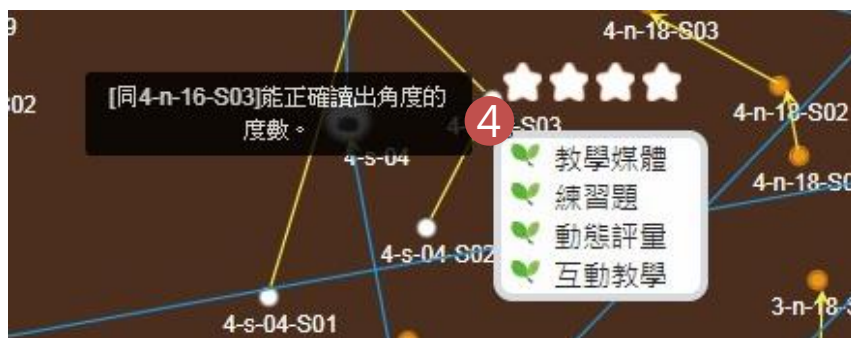 4-n-18-S03
[同4-n-16-S03]能正確讀出角度的
度數。
S02
4
-S03
4-n-18-S02
4-s-04
教學媒體
練習題
動態評量
互動教學
4-n-18-S0
4-s-04-S02
3-n-18-S
4-s-04-S01